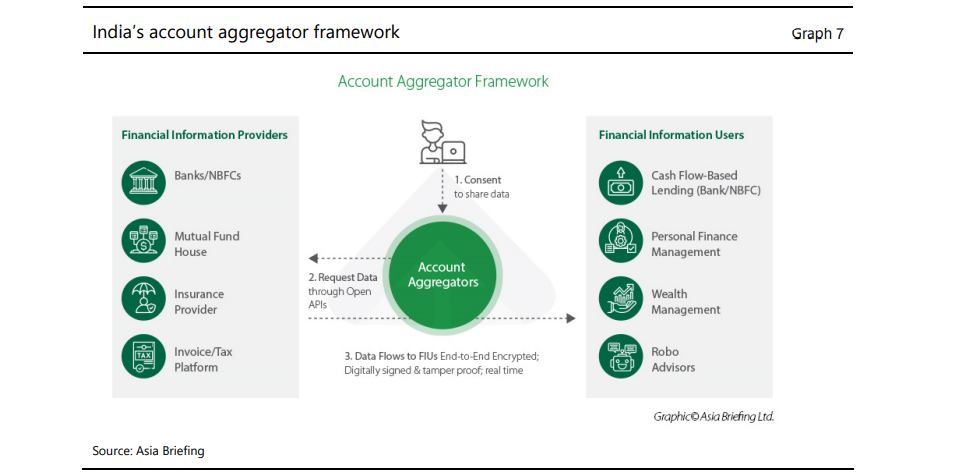 India's account aggregator framework
Graph 7
Account Aggregator Framework
Financial Information Providers
Banks/NBFCs
Mutual Fund
House
Insurance
Provider
TAX
Invoice/Tax
Platform
1. Consent
to share data
Account
Aggregators
2. Request Data
through Open
APIs
3. Data Flows to FIUs End-to-End Encrypted;
Digitally signed & tamper proof; real time
Financial Information Users
Cash Flow-Based
Lending (Bank/NBFC)
Personal Finance
Management
Wealth
Management
Robo
Advisors
Graphic© Asia Briefing Ltd.
Source: Asia Briefing